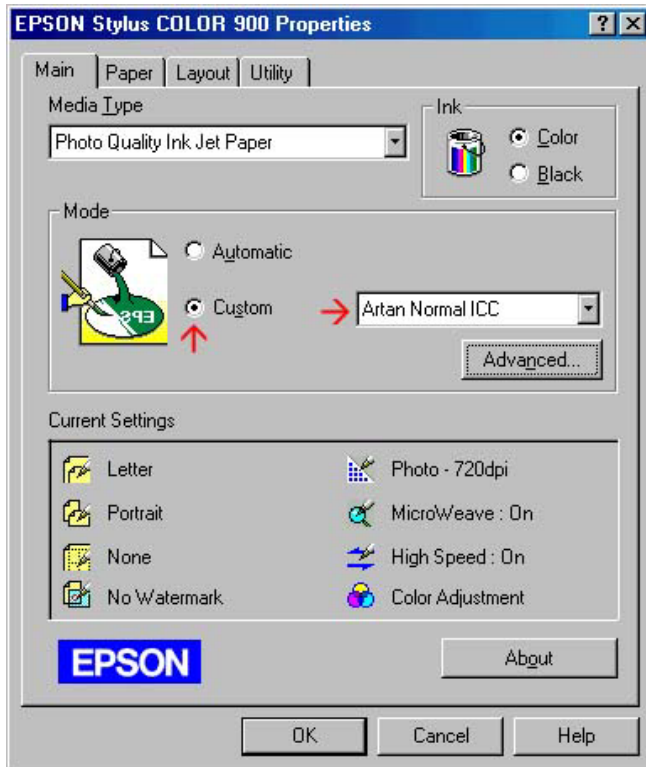 EPSON Stylus COLOR 900 Properties
Main Paper Layout Utility
Media Type
Photo Quality Ink Jet Paper
Ink
Color
Black
Mode
Automatic
Custom
Artan Normal ICC
EPS
Advanced...
Current Settings
Letter
Photo - 720dpi
Portrait
MicroWeave : On
None
High Speed : On
No Watermark
Color Adjustment
EPSON
About
OK Cancel Help